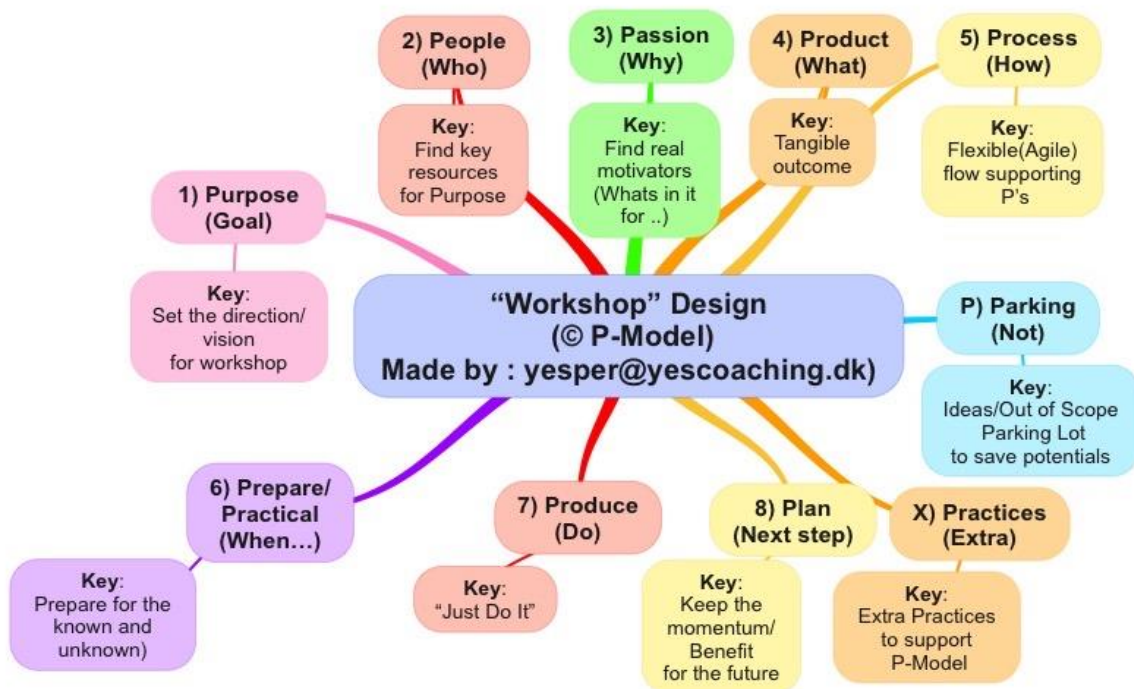 2) People
(Who)
Key:
Find key
resources
for Purpose
3) Passion
(Why)
Key:
Find real
motivators
(Whats in it
for ..)
4) Product
(What)
Key:
Tangible
outcome
5) Process
(How)
Key:
Flexible(Agile)
flow supporting
P's
1) Purpose
(Goal)
Key:
Set the direction/
vision
for workshop
“Workshop” Design
(© P-Model)
Made by : yesper@yescoaching.dk)
P) Parking
(Not)
Key:
Ideas/Out of Scope
Parking Lot
to save potentials
6) Prepare/
Practical
(When...)
Key:
Prepare for the
known and
unknown)
7) Produce
(Do)
Key:
“Just Do It”
8) Plan
(Next step)
Key:
Keep the
momentum/
Benefit
for the future
X) Practices
(Extra)
Key:
Extra Practices
to support
P-Model